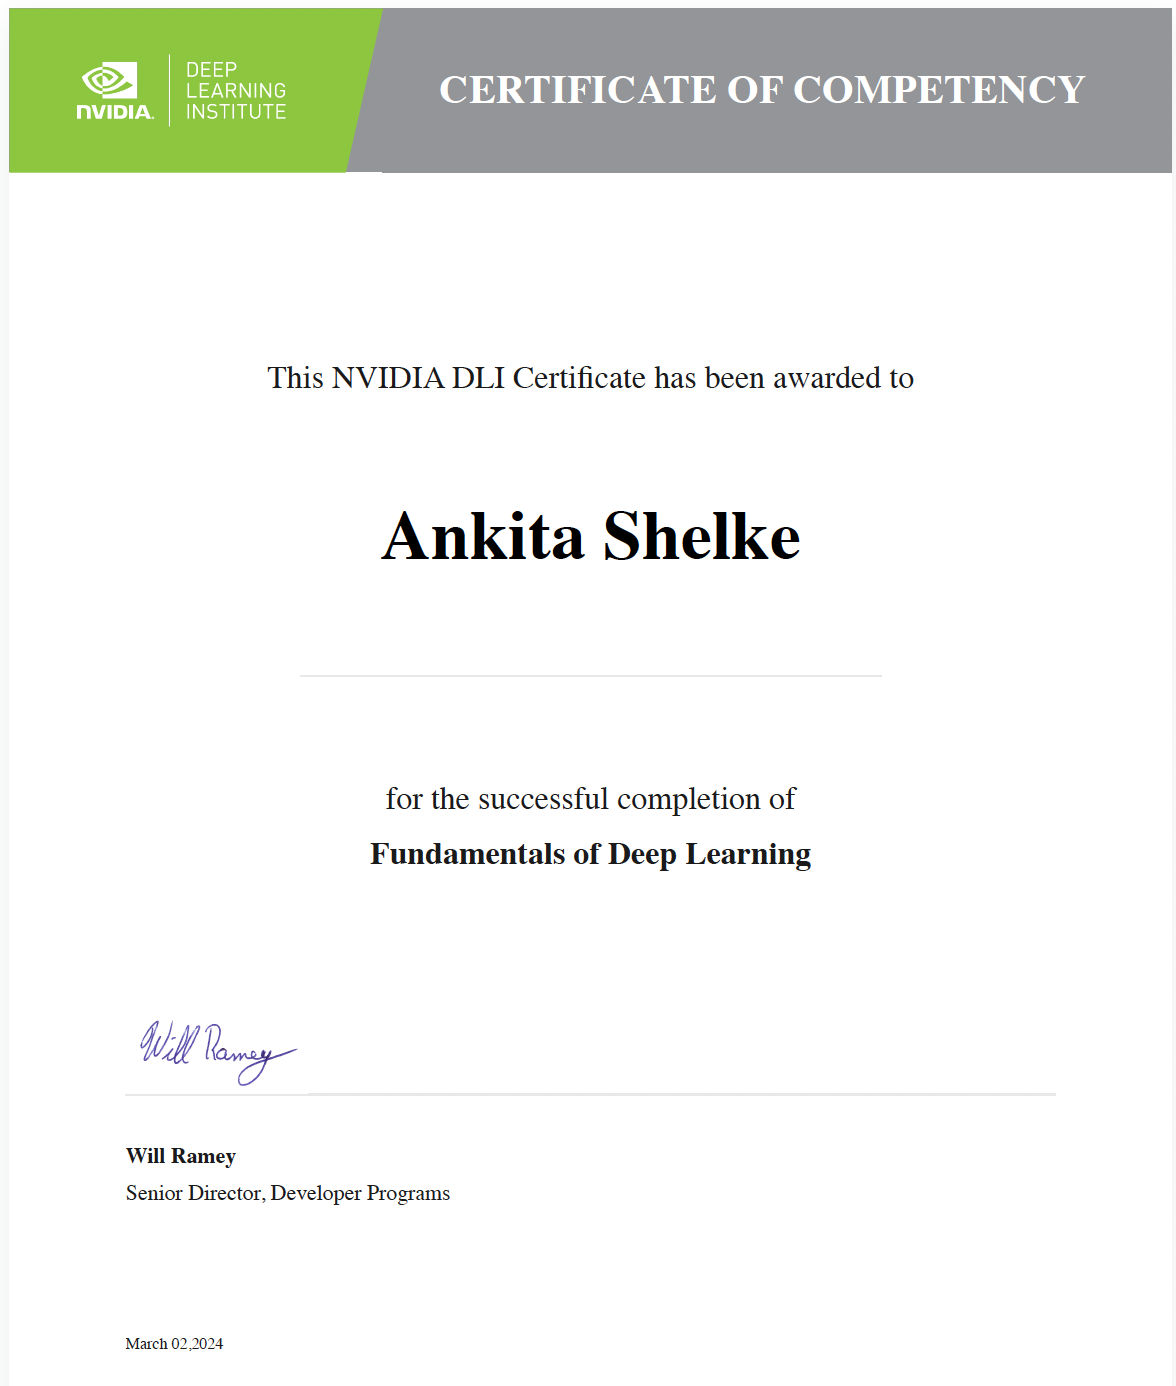 NVIDIA.
DEEP
LEARNING
INSTITUTE
CERTIFICATE OF COMPETENCY
This NVIDIA DLI Certificate has been awarded to
Ankita Shelke
for the successful completion of
Fundamentals of Deep Learning
Will Ramey
Will Ramey
Senior Director, Developer Programs
March 02,2024